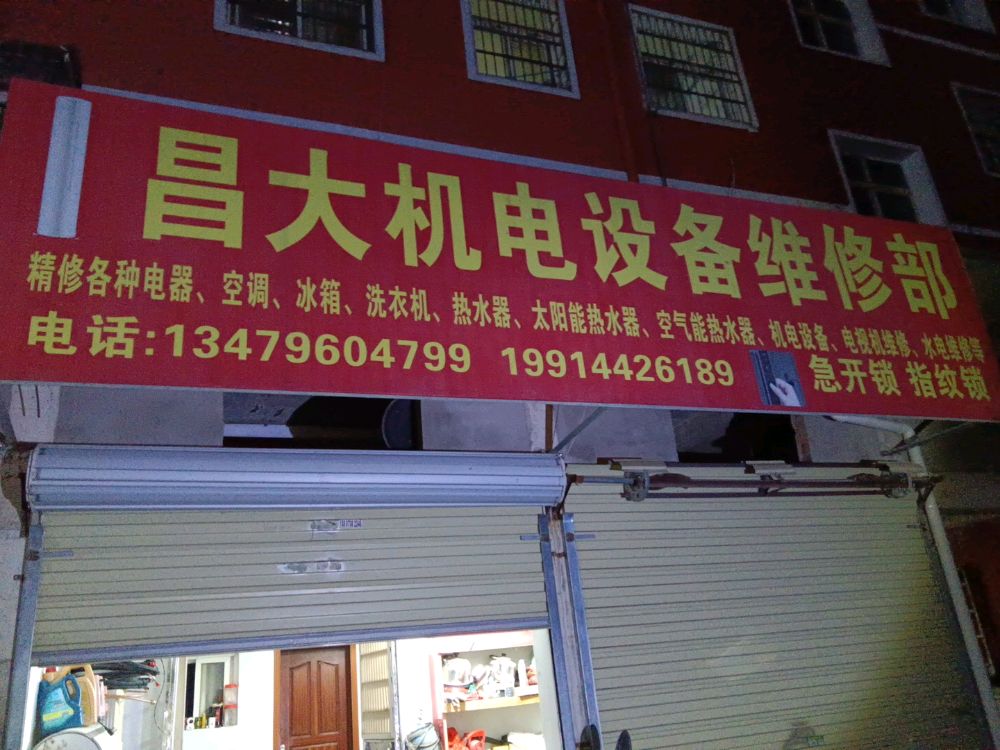 昌大机电设备维修部
精修各种电器、空调、冰箱、洗衣机、热水器、太阳能热水器、空气能热水器、机电设备、电视机维修、水电维修等
电话:13479604799 19914426189 急开锁 指纹锁